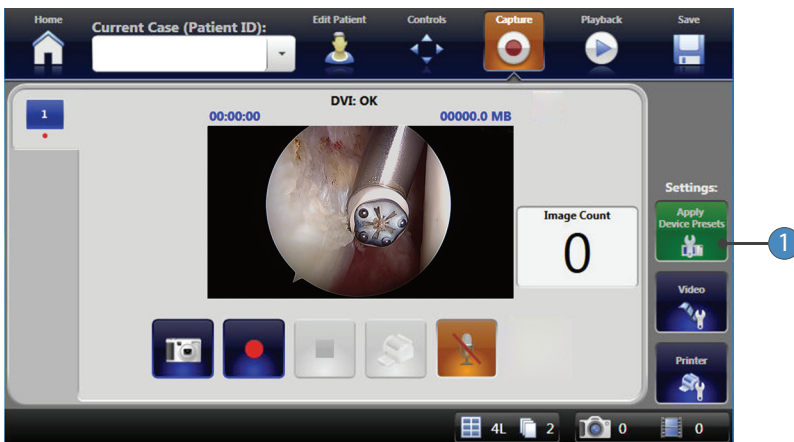 Home
Current Case (Patient ID):
Edit Patient
Controls
Capture
Playback
Save
1
DVI: OK
00:00:00
00000.0 MB
Image Count
0
Settings:
Apply
Device Presets
1
Video
Printer
4L
2
0
0